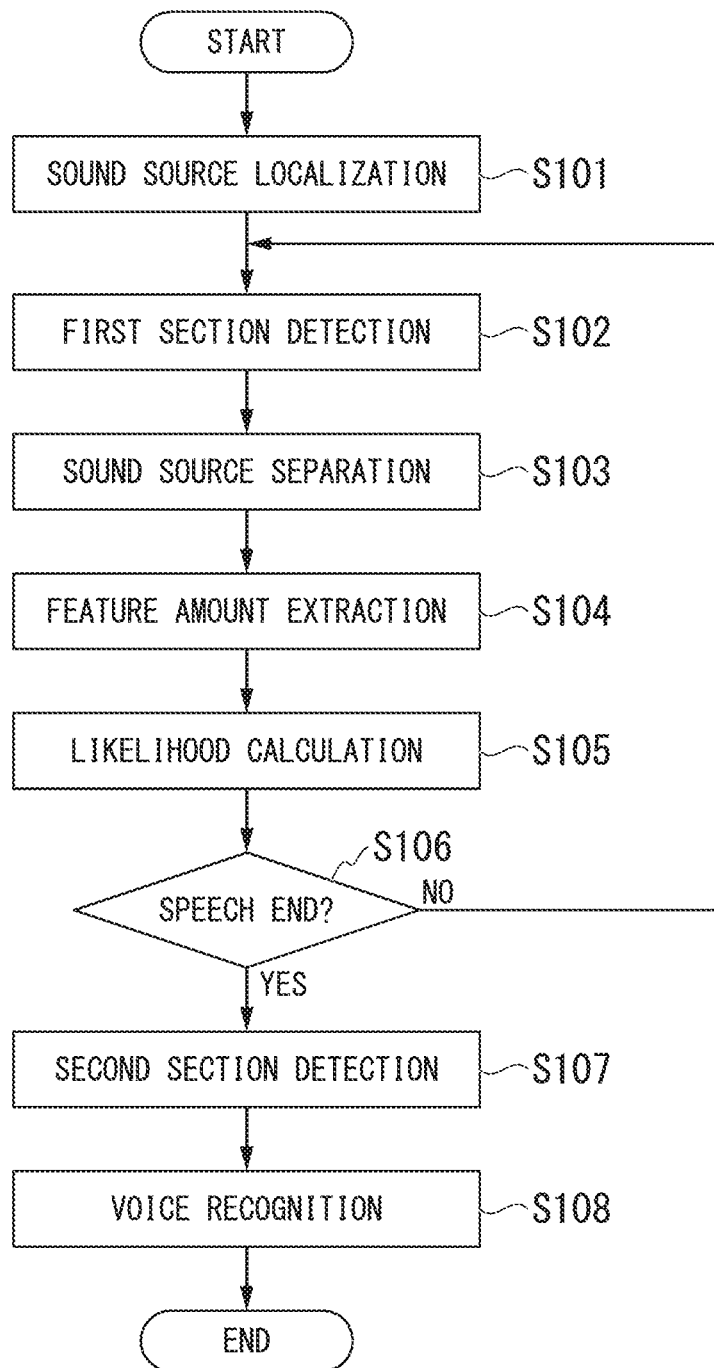 START
SOUND SOURCE LOCALIZATION S101
FIRST SECTION DETECTION S102
SOUND SOURCE SEPARATION S103
FEATURE AMOUNT EXTRACTION S104
LIKELIHOOD CALCULATION S105
S106
SPEECH END? NO
YES
SECOND SECTION DETECTION S107
VOICE RECOGNITION S108
END